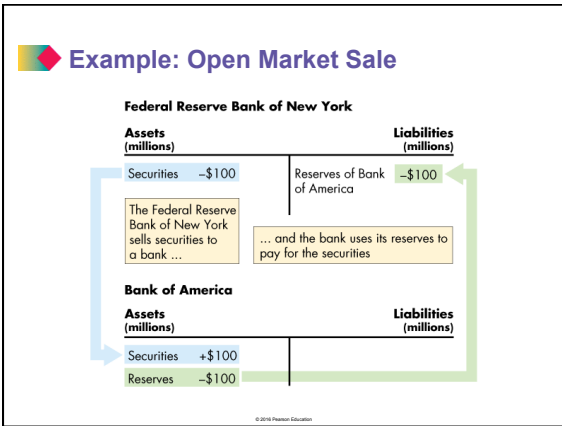 Example: Open Market Sale
Federal Reserve Bank of New York
Assets
(millions)
Liabilities
(millions)
Securities –$100
Reserves of Bank
of America
–$100
The Federal Reserve
Bank of New York
sells securities to
a bank ...
... and the bank uses its reserves to
pay for the securities
Bank of America
Assets
(millions)
Liabilities
(millions)
Securities +$100
Reserves –$100
© 2016 Pearson Education